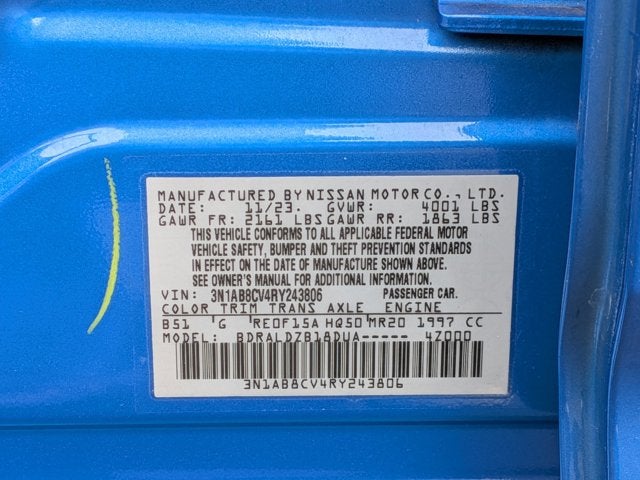 MANUFACTURED BY NISSAN MOTOR CO., LTD.
DATE: 11/23. GVWR: 4001 LBS
GAWR FR: 2161 LBS GAWR RR: 1863 LBS
THIS VEHICLE CONFORMS TO ALL APPLICABLE FEDERAL MOTOR
VEHICLE SAFETY, BUMPER AND THEFT PREVENTION STANDARDS
IN EFFECT ON THE DATE OF MANUFACTURE SHOWN ABOVE.
SEE OWNER'S MANUAL FOR ADDITIONAL INFORMATION.
VIN: 3N1AB8CV4RY243806 PASSENGER CAR.
COLOR TRIM TRANS AXLE ENGINE
B51 'G 'RE0F15A HQ50'MR20 1997 CC
MODEL: BDRALDZB18DUA----- 4Z000
3N1AB8CV4RY243806